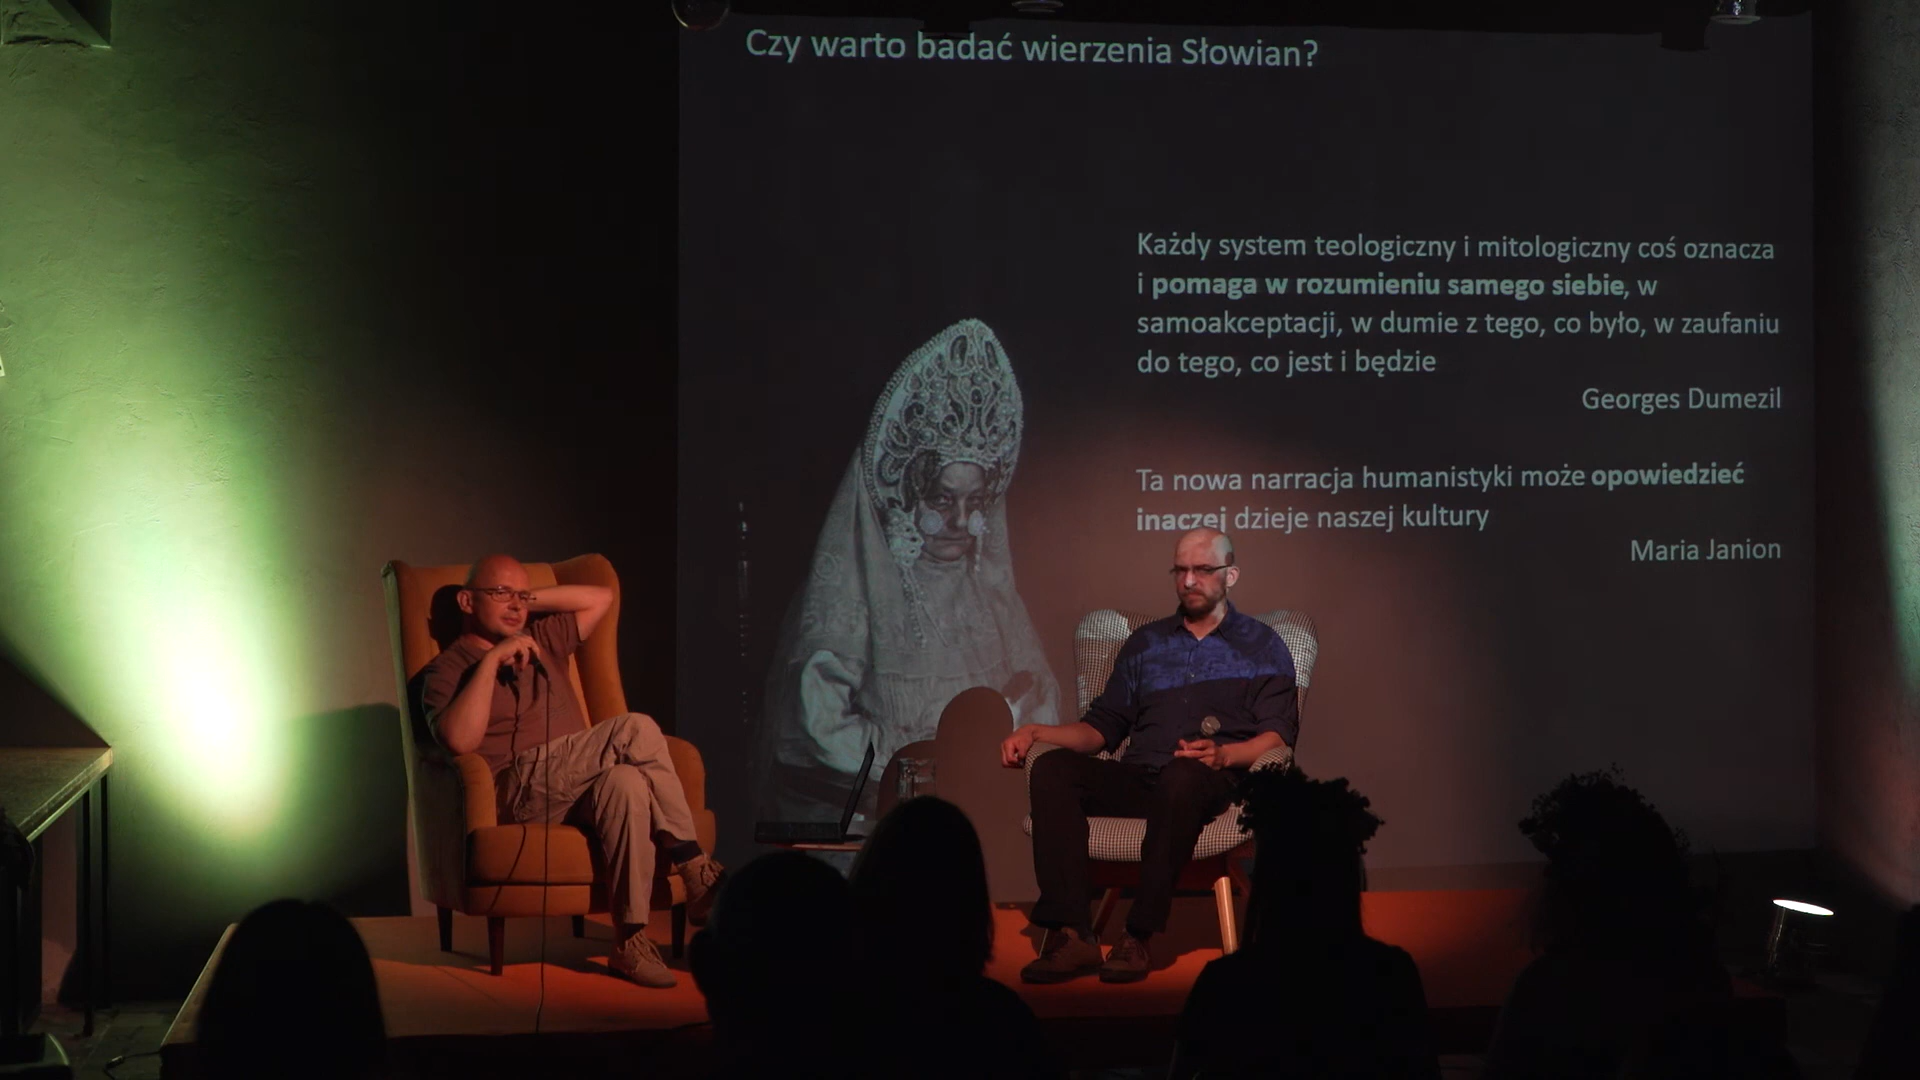 Czy warto badać wierzenia Słowian?
Każdy system teologiczny i mitologiczny coś oznacza
i pomaga w rozumieniu samego siebie, w
samoakceptacji, w dumie z tego, co było, w zaufaniu
do tego, co jest i będzie
Georges Dumezil
Ta nowa narracja humanistyki może opowiedzieć
inaczej dzieje naszej kultury
Maria Janion